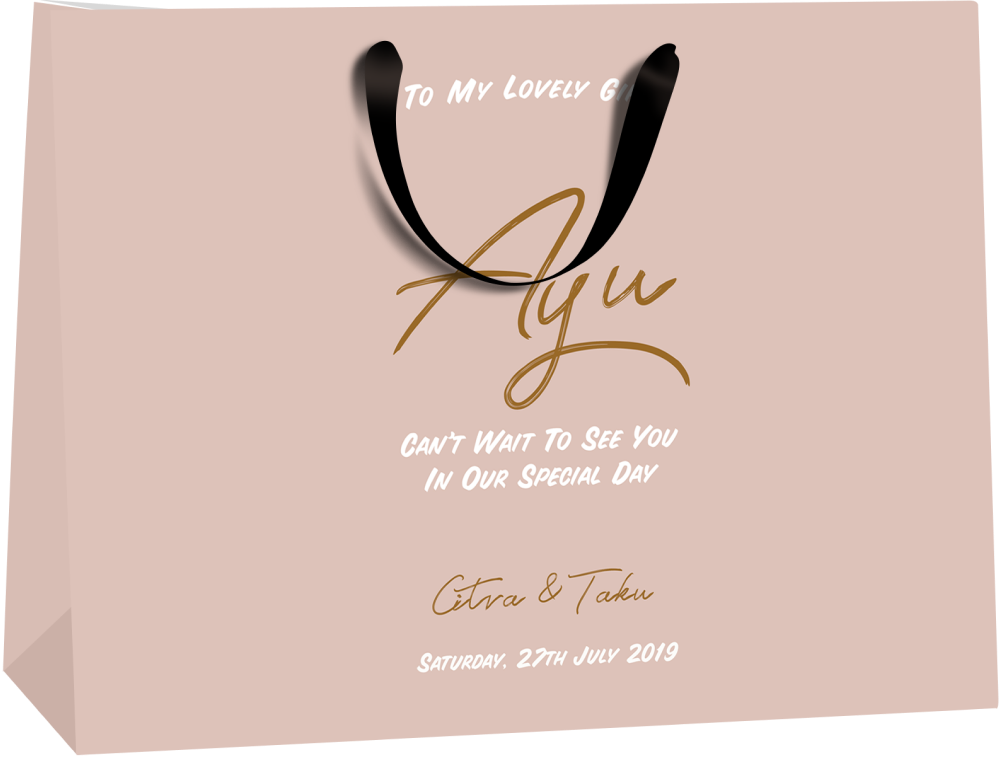 To My Lovely
Ayu
Can't Wait To See You
In Our Special Day
Citra & Taku
Saturday, 27th July 2019